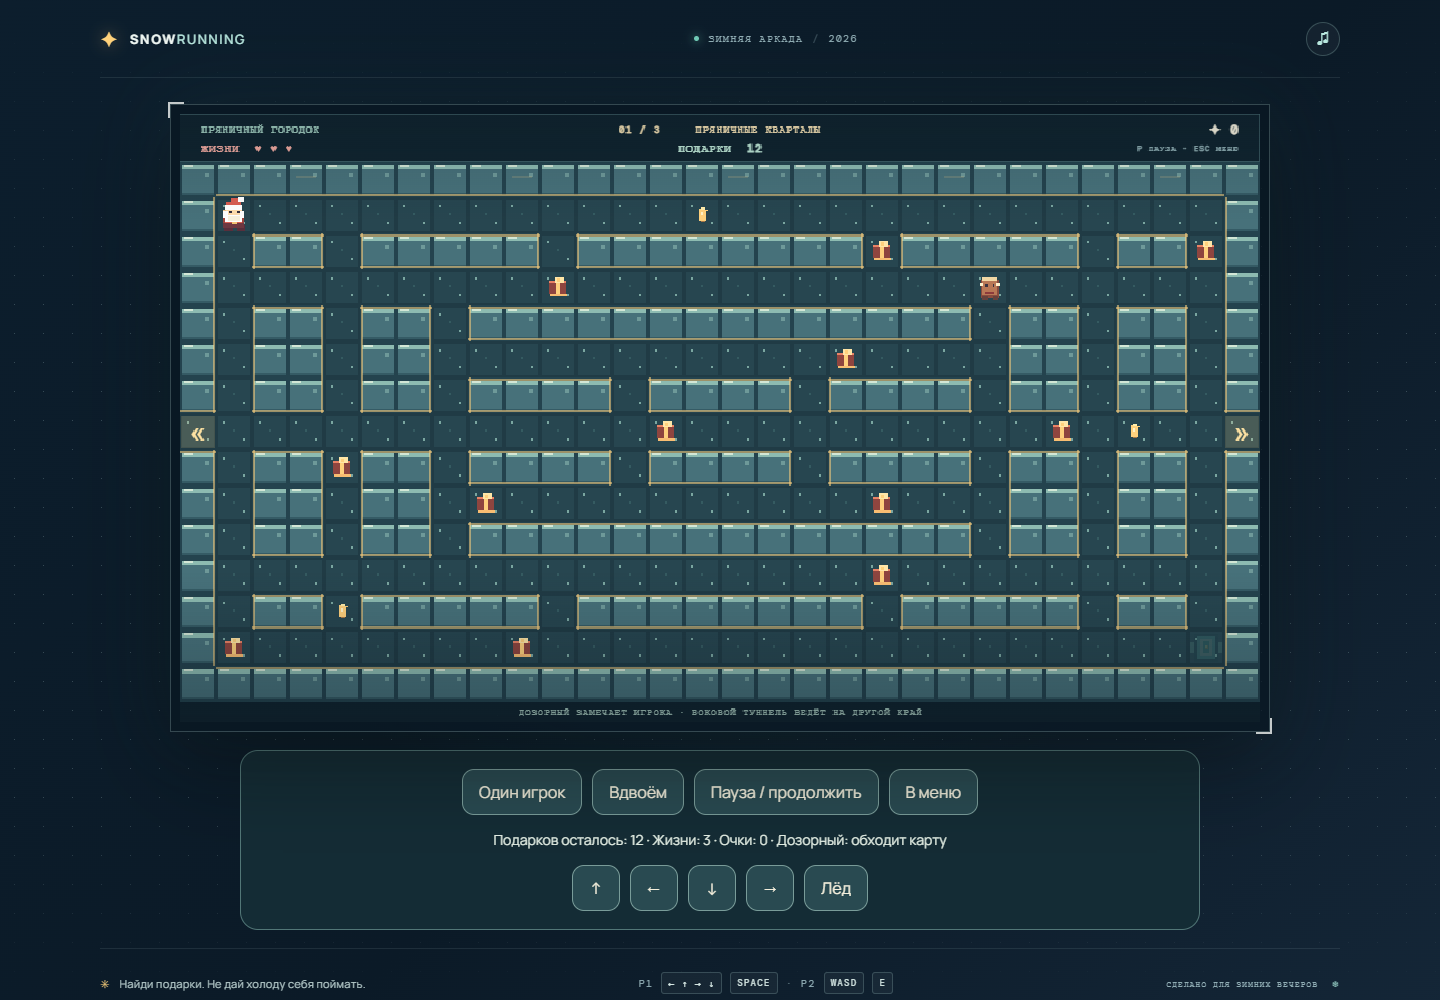 SNOWRUNNING
ЗИМНЯЯ АРКАДА / 2026
ПРЯНИЧНЫЙ ГОРОДОК
01 / 3 ПРЯНИЧНЫЕ КВАРТАЛЫ
0
ЖИЗНИ
ПОДАРКИ 12
P ПАУЗА · ESC МЕНЮ
«
»
ДОЗОРНЫЙ ЗАМЕЧАЕТ ИГРОКА · БОКОВОЙ ТУННЕЛЬ ВЕДЁТ НА ДРУГОЙ КРАЙ
Один игрок
Вдвоём
Пауза / продолжить
В меню
Подарков осталось: 12 · Жизни: 3 · Очки: 0 · Дозорный: обходит карту
↑ ← ↓ → Лёд
Найди подарки. Не дай холоду себя поймать.
P1 ← ↑ → ↓ SPACE · P2 WASD E
СДЕЛАНО ДЛЯ ЗИМНИХ ВЕЧЕРОВ